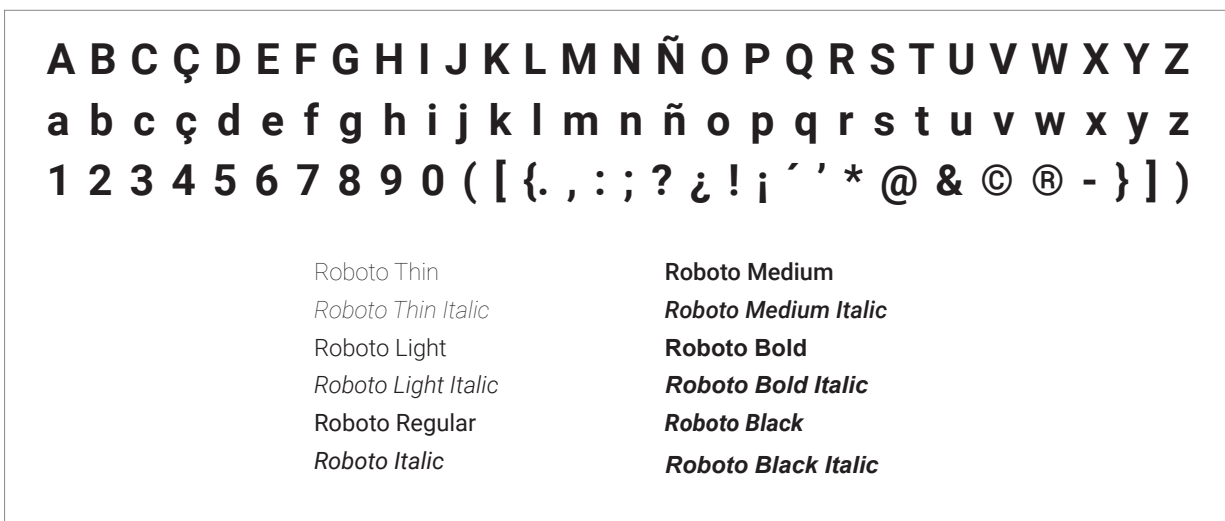 A B C Ç D E F G H I J K L M N Ñ O P Q R S T U V W X Y Z
a b c ç d e f g h i j k l m n ñ o p q r s t u v w x y z
1 2 3 4 5 6 7 8 9 0 ( [ {. , : ; ? ¿ ! ¡ ´ ’ * @ & © ® - } ] )
Roboto Thin
Roboto Thin Italic
Roboto Light
Roboto Light Italic
Roboto Regular
Roboto Italic
Roboto Medium
Roboto Medium Italic
Roboto Bold
Roboto Bold Italic
Roboto Black
Roboto Black Italic